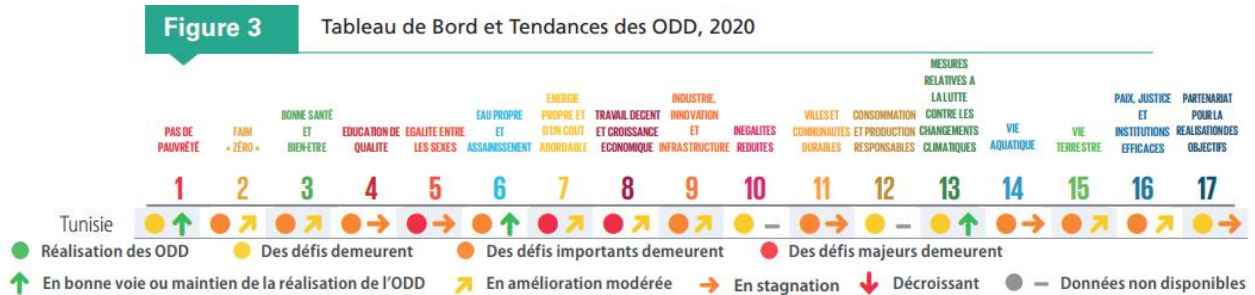 Figure 3
Tableau de Bord et Tendances des ODD, 2020
PAS DE
PAUVRÊTÉ
FAIM
« ZÉRO »
BONNE SANTÉ
ET
BIEN-ETRE
EDUCATION DE
QUALITE
EGALITE ENTRE
LES SEXES
EAU PROPRE
ET
ASSAINISSEMENT
ENERGIE
PROPRE ET
D'UN COUT
ABORDABLE
TRAVAIL DECENT
ET CROISSANCE
ECONOMIQUE
INDUSTRIE,
INNOVATION
ET
INFRASTRUCTURE
INEGALITES
REDUITES
VILLES ET
COMMUNAUTES
DURABLES
CONSOMMATION
ET PRODUCTION
RESPONSABLES
MESURES
RELATIVES A
LA LUTTE
CONTRE LES
CHANGEMENTS
CLIMATIQUES
VIE
AQUATIQUE
VIE
TERRESTRE
PAIX, JUSTICE
ET
INSTITUTIONS
EFFICACES
PARTENARIAT
POUR LA
REALISATION DES
OBJECTIFS
1 2 3 4 5 6 7 8 9 10 11 12 13 14 15 16 17
Tunisie
Réalisation des ODD Des défis demeurent Des défis importants demeurent Des défis majeurs demeurent
En bonne voie ou maintien de la réalisation de l'ODD En amélioration modérée En stagnation Décroissant Données non disponibles